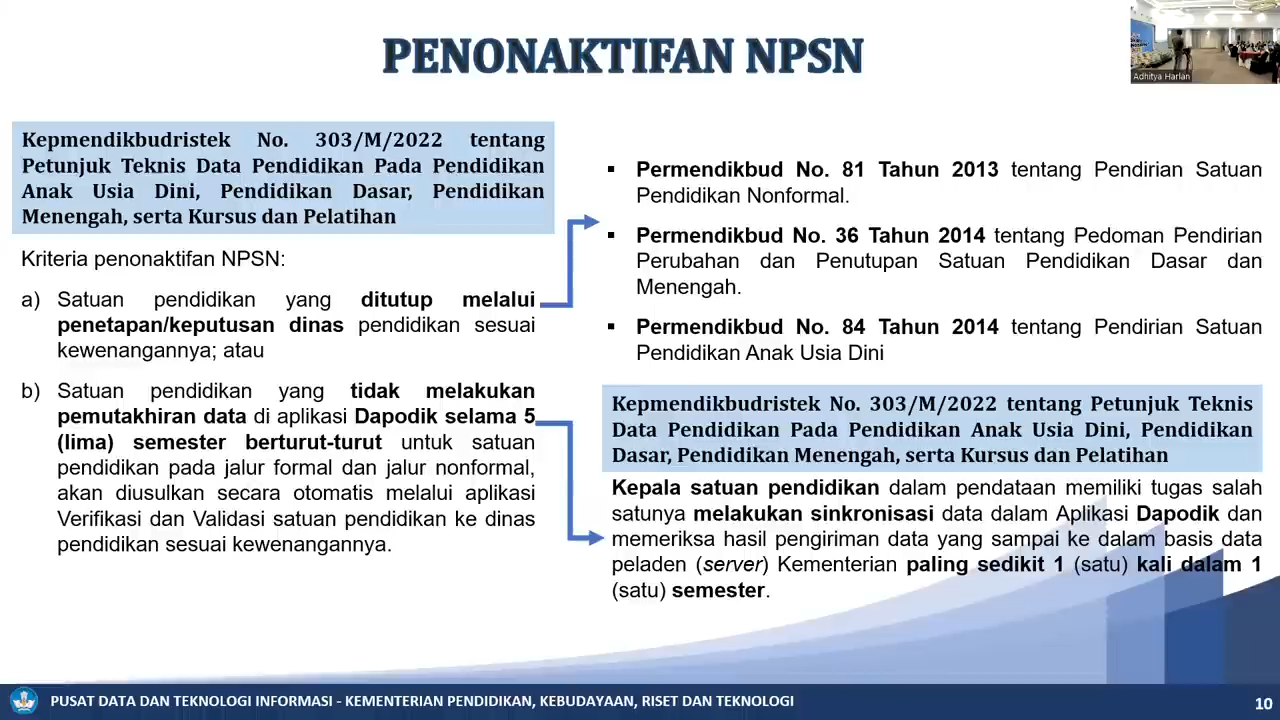 PENONAKTIFAN NPSN
Adhitya Harlan
Kepmendikbudristek No. 303/M/2022 tentang
Petunjuk Teknis Data Pendidikan Pada Pendidikan
Anak Usia Dini, Pendidikan Dasar, Pendidikan
Menengah, serta Kursus dan Pelatihan
Kriteria penonaktifan NPSN:
a) Satuan pendidikan yang ditutup melalui
penetapan/keputusan dinas pendidikan sesuai
kewenangannya; atau
b) Satuan pendidikan yang tidak melakukan
pemutakhiran data di aplikasi Dapodik selama 5
(lima) semester berturut-turut untuk satuan
pendidikan pada jalur formal dan jalur nonformal,
akan diusulkan secara otomatis melalui aplikasi
Verifikasi dan Validasi satuan pendidikan ke dinas
pendidikan sesuai kewenangannya.
▪ Permendikbud No. 81 Tahun 2013 tentang Pendirian Satuan
Pendidikan Nonformal.
▪ Permendikbud No. 36 Tahun 2014 tentang Pedoman Pendirian
Perubahan dan Penutupan Satuan Pendidikan Dasar dan
Menengah.
▪ Permendikbud No. 84 Tahun 2014 tentang Pendirian Satuan
Pendidikan Anak Usia Dini
Kepmendikbudristek No. 303/M/2022 tentang Petunjuk Teknis
Data Pendidikan Pada Pendidikan Anak Usia Dini, Pendidikan
Dasar, Pendidikan Menengah, serta Kursus dan Pelatihan
Kepala satuan pendidikan dalam pendataan memiliki tugas salah
satunya melakukan sinkronisasi data dalam Aplikasi Dapodik dan
memeriksa hasil pengiriman data yang sampai ke dalam basis data
peladen (server) Kementerian paling sedikit 1 (satu) kali dalam 1
(satu) semester.
PUSAT DATA DAN TEKNOLOGI INFORMASI - KEMENTERIAN PENDIDIKAN, KEBUDAYAAN, RISET DAN TEKNOLOGI
10